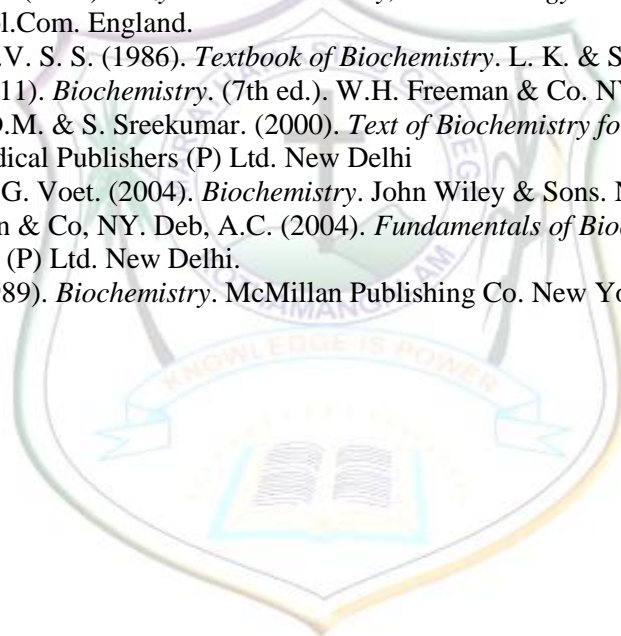 l.Com. England.
V. S. S. (1986). Textbook of Biochemistry. L. K. & S
11). Biochemistry. (7th ed.). W.H. Freeman & Co. NY
D.M. & S. Sreekumar. (2000). Text of Biochemistry fo
dical Publishers (P) Ltd. New Delhi
G. Voet. (2004). Biochemistry. John Wiley & Sons. N
n & Co, NY. Deb, A.C. (2004). Fundamentals of Bio
(P) Ltd. New Delhi.
989). Biochemistry. McMillan Publishing Co. New Yo
KNOWLEDGE IS POWER